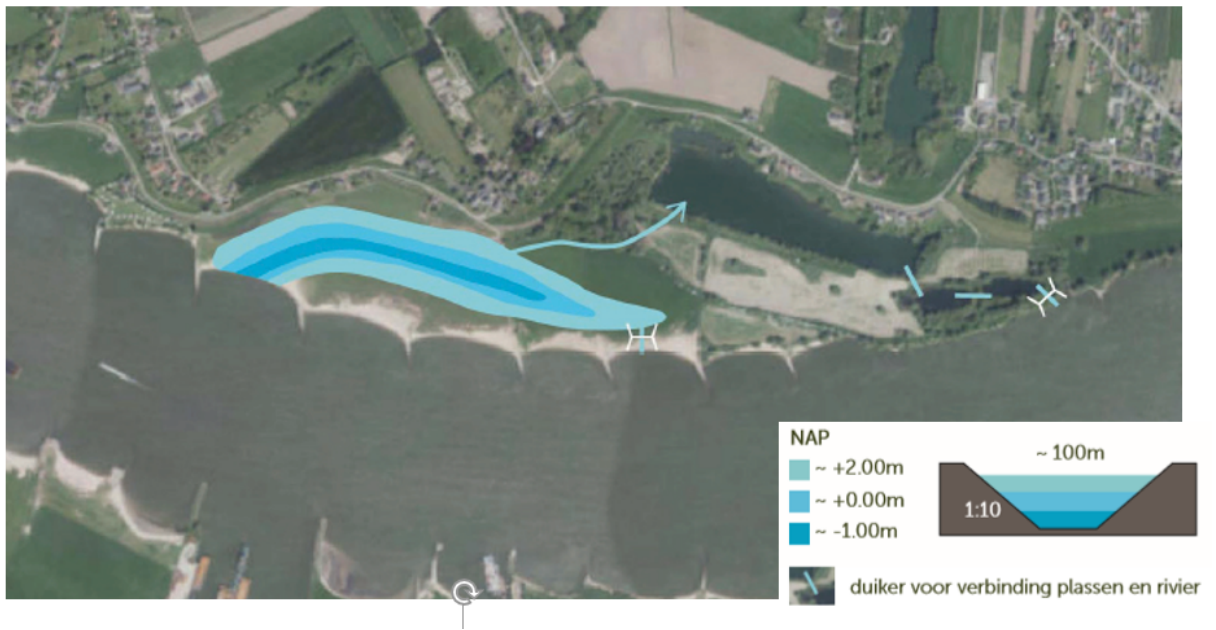 NAP
~ +2.00m
~ +0.00m
~ -1.00m
~ 100m
1:10
duiker voor verbinding plassen en rivier